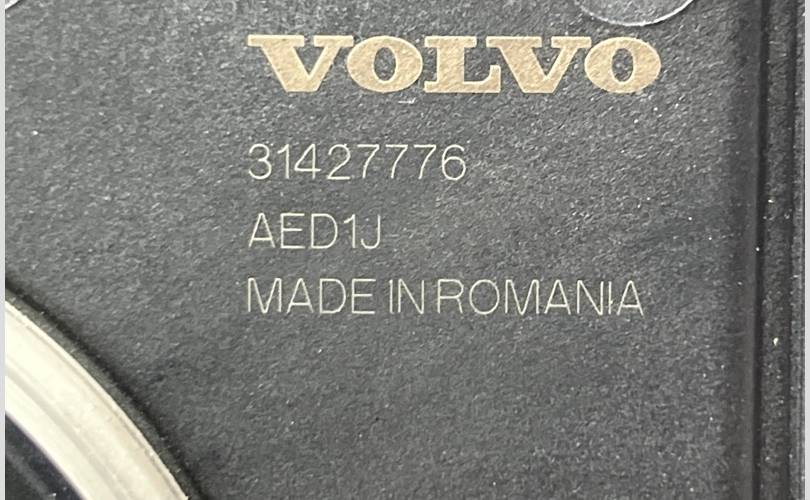 VOLVO
31427776
AED1J
MADE IN ROMANIA